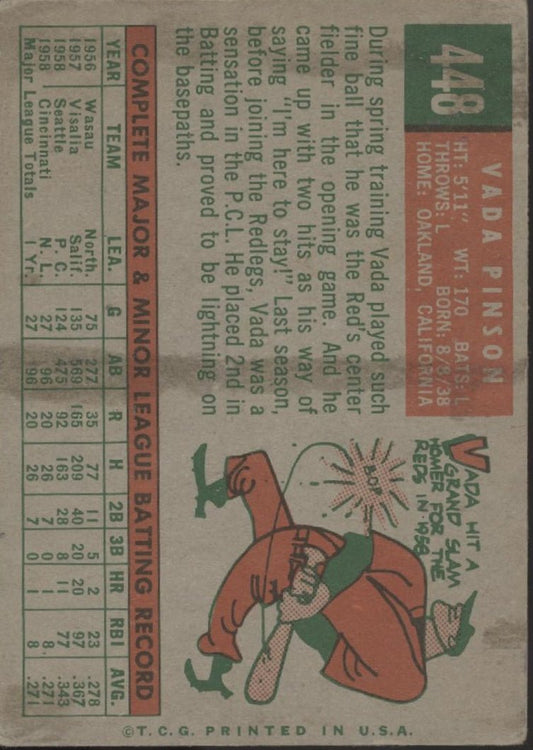 448
VADA PINSON
HT: 5'11" WT: 170 BATS: L
THROWS: L BORN: 8/8/38
HOME: OAKLAND, CALIFORNIA
During spring training Vada played such
fine ball that he was the Red's center
fielder in the opening game. And he
came up with two hits as his way of
saying "I'm here to stay!" Last season,
before joining the Redlegs, Vada was a
sensation in the P.C.L. He placed 2nd in
Batting and proved to be lightning on
the basepaths.
VADA HIT A
GRAND SLAM
HOMER FOR THE
REDS IN 1958
BOP
COMPLETE MAJOR & MINOR LEAGUE BATTING RECORD
YEAR TEAM LEA. G AB R H 2B 3B HR RBI AVG.
1956 Wasau North. 75 277 35 77 11 5 2 23 .278
1957 Visalia Calif. 135 569 165 209 40 20 20 97 .367
1958 Seattle P. C. 124 475 92 163 28 8 11 77 .343
1958 Cincinnati N. L. 27 96 20 26 7 0 1 8 .271
Major League Totals 1 Yr. 27 96 20 26 7 0 1 8 .271
©T.C.G. PRINTED IN U.S.A.